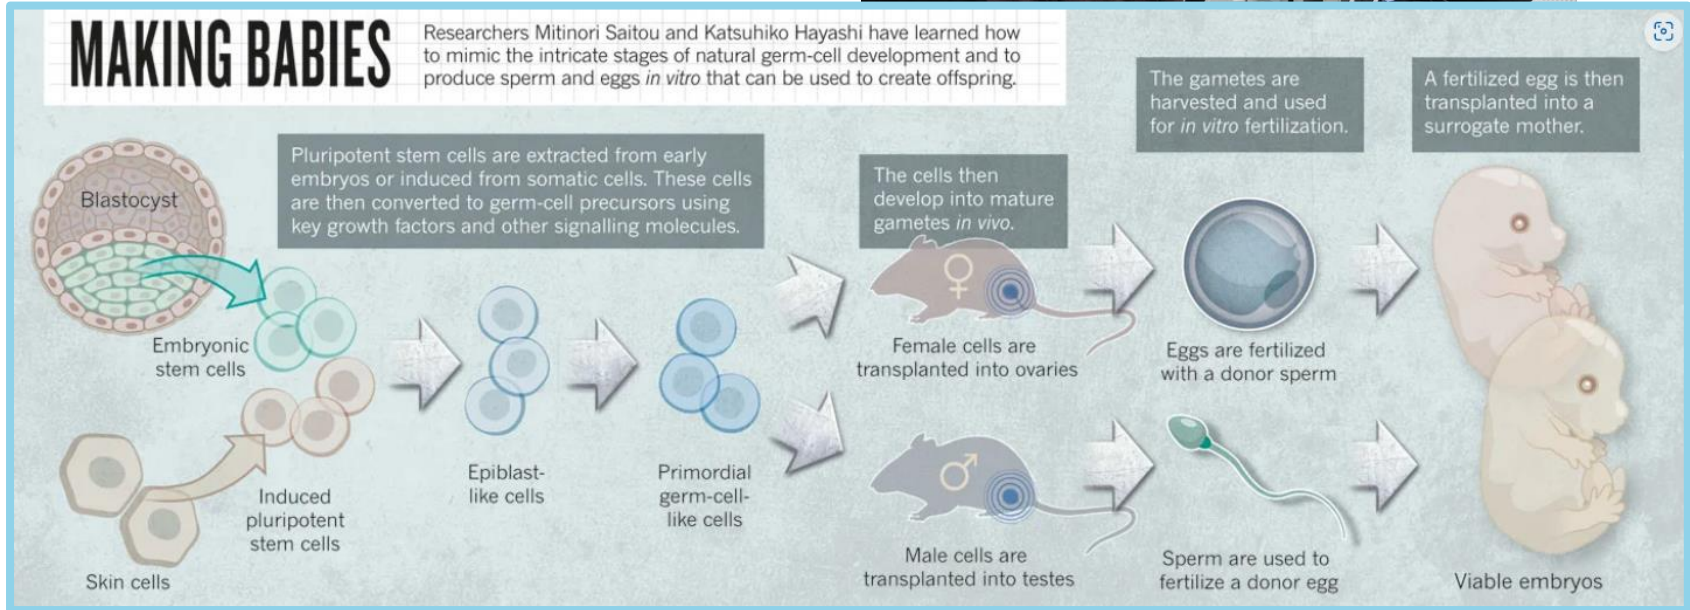 MAKING BABIES
Researchers Mitinori Saitou and Katsuhiko Hayashi have learned how
to mimic the intricate stages of natural germ-cell development and to
produce sperm and eggs in vitro that can be used to create offspring.
Pluripotent stem cells are extracted from early
embryos or induced from somatic cells. These cells
are then converted to germ-cell precursors using
key growth factors and other signalling molecules.
The cells then
develop into mature
gametes in vivo.
The gametes are
harvested and used
for in vitro fertilization.
A fertilized egg is then
transplanted into a
surrogate mother.
Blastocyst
Embryonic
stem cells
Skin cells
Induced
pluripotent
stem cells
Epiblast-
like cells
Primordial
germ-cell-
like cells
♀
Female cells are
transplanted into ovaries
♂
Male cells are
transplanted into testes
Eggs are fertilized
with a donor sperm
Sperm are used to
fertilize a donor egg
Viable embryos